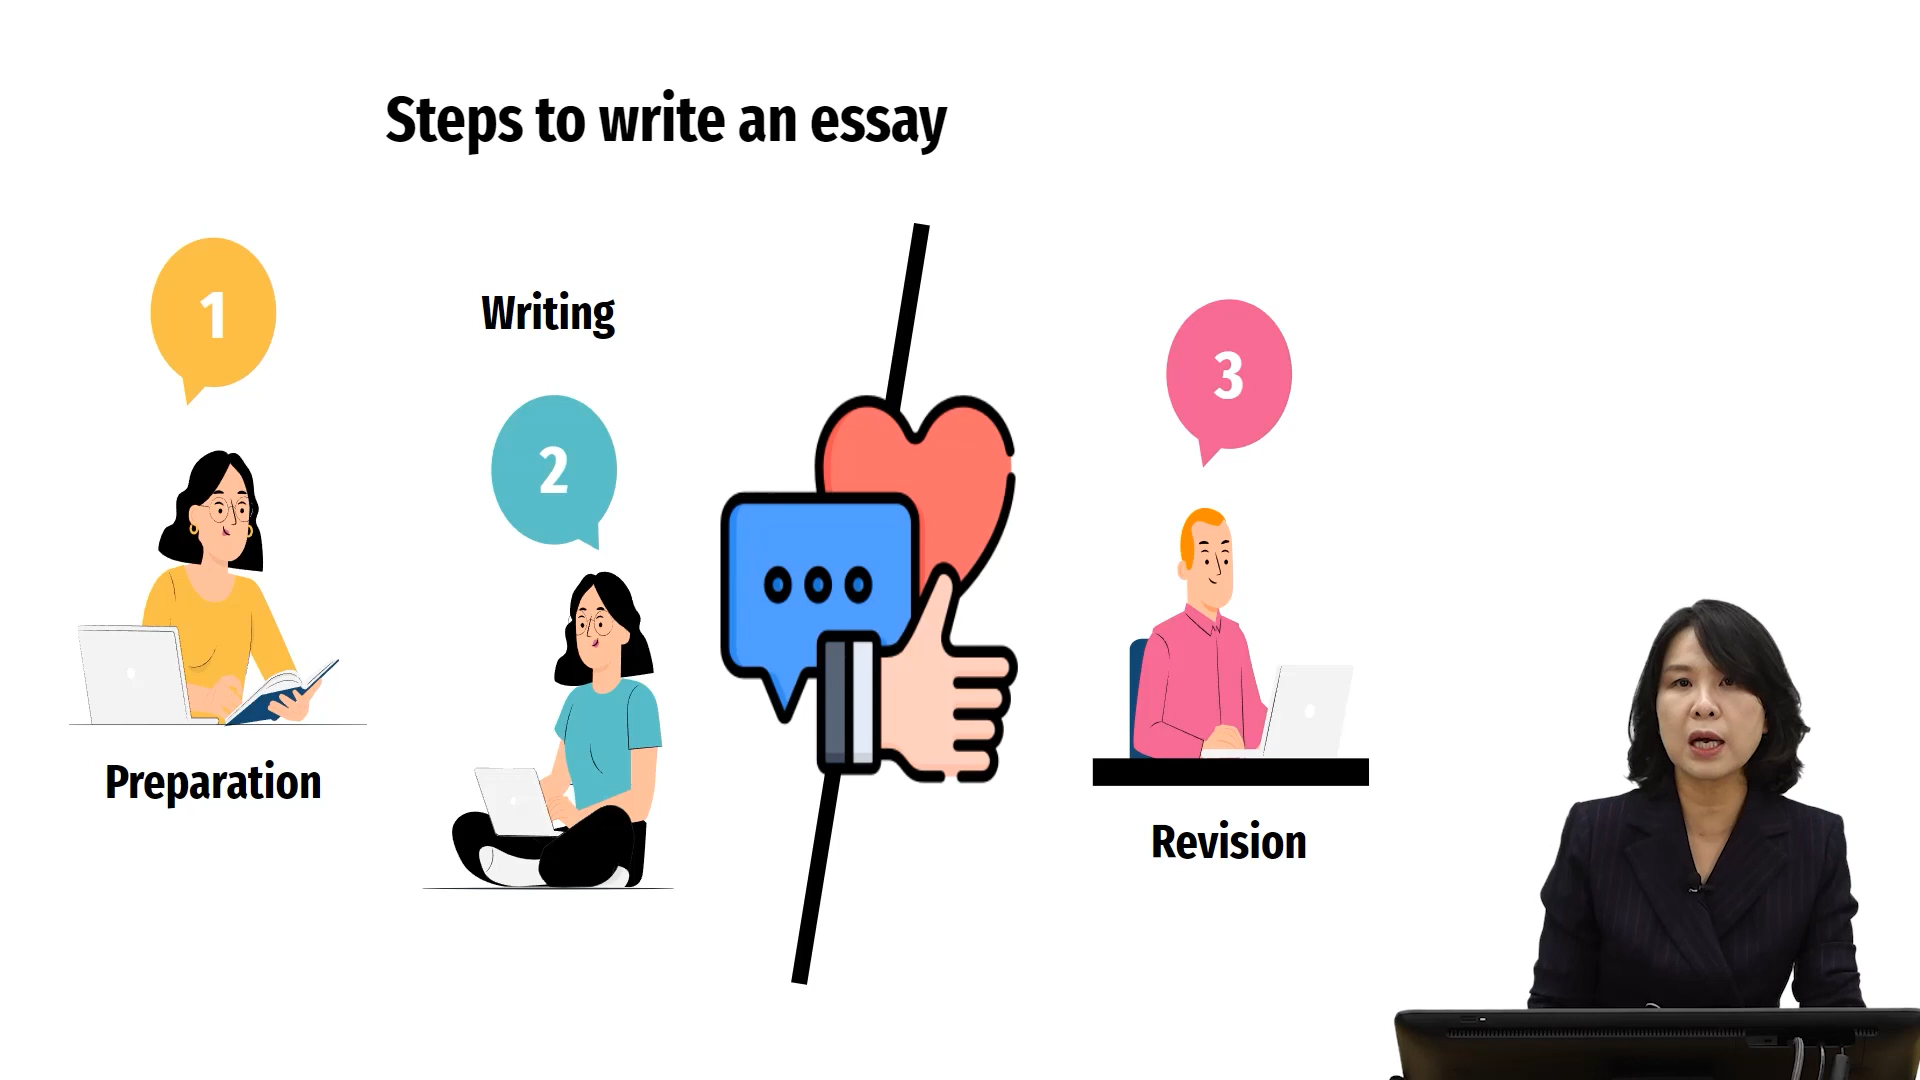 Steps to write an essay
1
Preparation
Writing
2
3
Revision